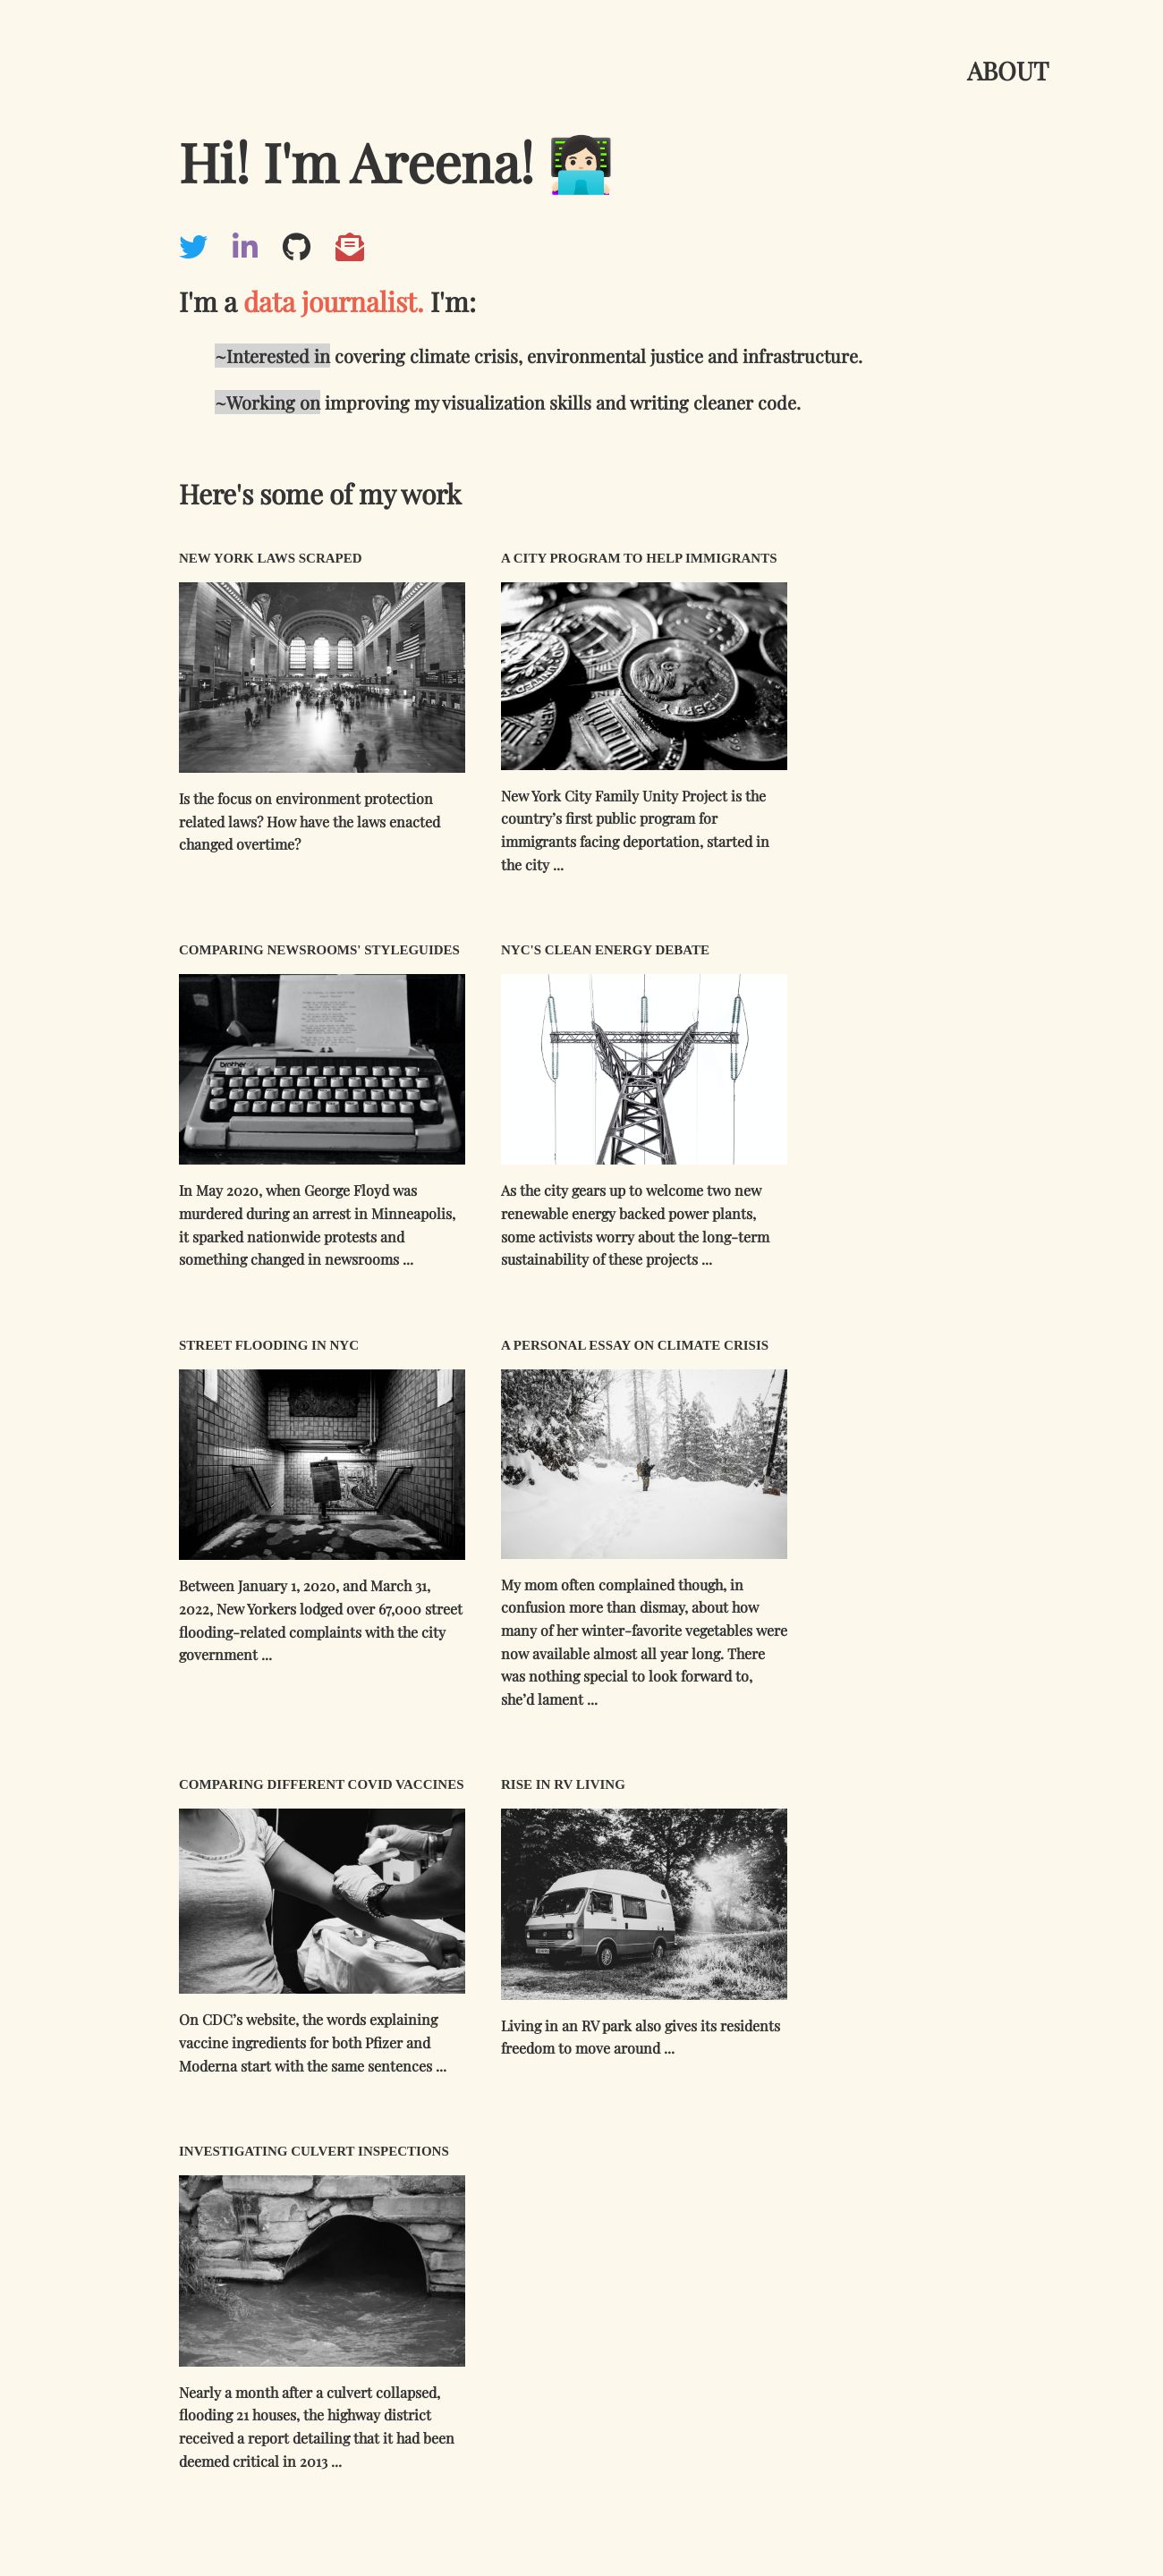 ABOUT
Hi! I'm Areena!
I'm a data journalist. I'm:
~Interested in covering climate crisis, environmental justice and infrastructure.
~Working on improving my visualization skills and writing cleaner code.
Here's some of my work
NEW YORK LAWS SCRAPED
Is the focus on environment protection
related laws? How have the laws enacted
changed overtime?
A CITY PROGRAM TO HELP IMMIGRANTS
LIBERTY
New York City Family Unity Project is the
country’s first public program for
immigrants facing deportation, started in
the city ...
COMPARING NEWSROOMS' STYLEGUIDES
brother
In May 2020, when George Floyd was
murdered during an arrest in Minneapolis,
it sparked nationwide protests and
something changed in newsrooms ...
NYC'S CLEAN ENERGY DEBATE
As the city gears up to welcome two new
renewable energy backed power plants,
some activists worry about the long-term
sustainability of these projects ...
STREET FLOODING IN NYC
Between January 1, 2020, and March 31,
2022, New Yorkers lodged over 67,000 street
flooding-related complaints with the city
government ...
A PERSONAL ESSAY ON CLIMATE CRISIS
My mom often complained though, in
confusion more than dismay, about how
many of her winter-favorite vegetables were
now available almost all year long. There
was nothing special to look forward to,
she’d lament ...
COMPARING DIFFERENT COVID VACCINES
On CDC’s website, the words explaining
vaccine ingredients for both Pfizer and
Moderna start with the same sentences ...
RISE IN RV LIVING
Living in an RV park also gives its residents
freedom to move around ...
INVESTIGATING CULVERT INSPECTIONS
Nearly a month after a culvert collapsed,
flooding 21 houses, the highway district
received a report detailing that it had been
deemed critical in 2013 ...